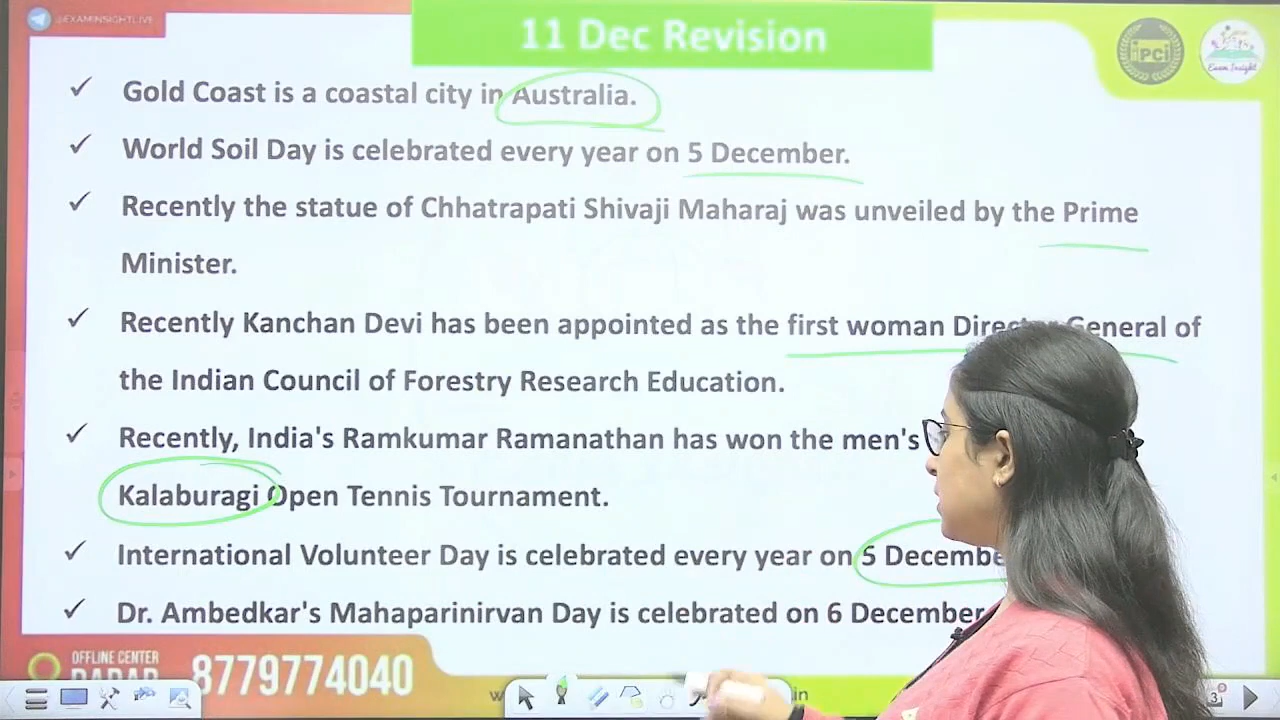 @EXAMINSIGHTLIVE
11 Dec Revision
iPCi
Exam Insight
✓ Gold Coast is a coastal city in Australia.
✓ World Soil Day is celebrated every year on 5 December.
✓ Recently the statue of Chhatrapati Shivaji Maharaj was unveiled by the Prime
Minister.
✓ Recently Kanchan Devi has been appointed as the first woman Director General of
the Indian Council of Forestry Research Education.
✓ Recently, India's Ramkumar Ramanathan has won the men's
Kalaburagi Open Tennis Tournament.
✓ International Volunteer Day is celebrated every year on 5 Decembe
✓ Dr. Ambedkar's Mahaparinirvan Day is celebrated on 6 December
OFFLINE CENTER
DADAR 8779774040